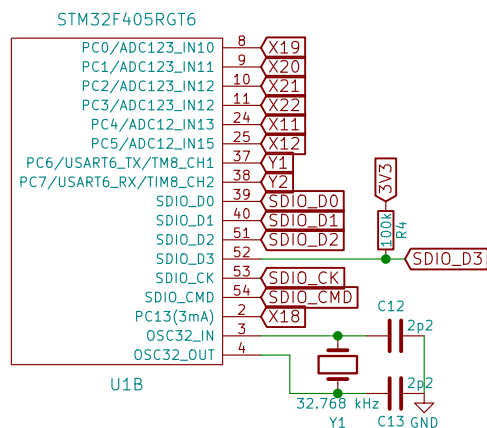 STM32F405RGT6
PC0/ADC123_IN10 8 X19
PC1/ADC123_IN11 9 X20
PC2/ADC123_IN12 10 X21
PC3/ADC123_IN12 11 X22
PC4/ADC12_IN13 24 X11
PC5/ADC12_IN15 25 X12
PC6/USART6_TX/TM8_CH1 37 Y1
PC7/USART6_RX/TIM8_CH2 38 Y2
3V3
SDIO_D0 39 SDIO_D0
SDIO_D1 40 SDIO_D1
100k R4
SDIO_D2 51 SDIO_D2
SDIO_D3 52 SDIO_D3
SDIO_CK 53 SDIO_CK
SDIO_CMD 54 SDIO_CMD
PC13(3mA) 2 X18
C12
OSC32_IN 3 2p2
OSC32_OUT 4
U1B
2p2
32.768 kHz
Y1 C13 GND